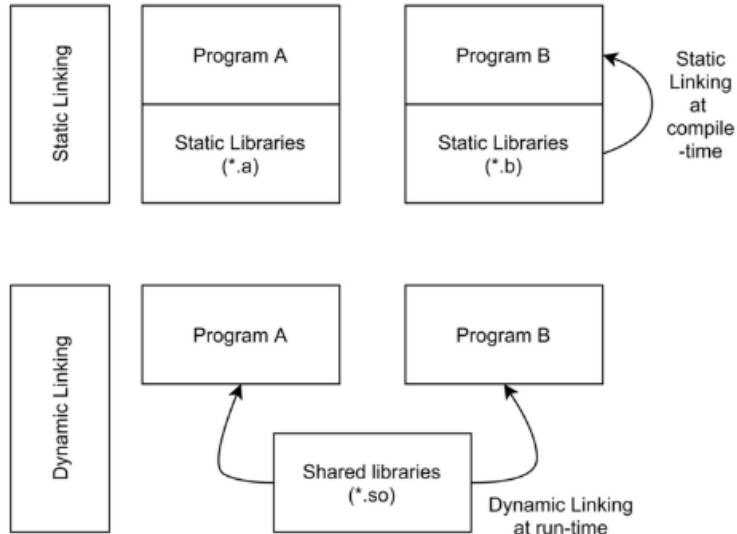 Static Linking
Program A
Static Libraries
(*.a)
Program B
Static Libraries
(*.b)
Static
Linking
at
compile
-time
Dynamic Linking
Program A
Program B
Shared libraries
(*.so)
Dynamic Linking
at run-time